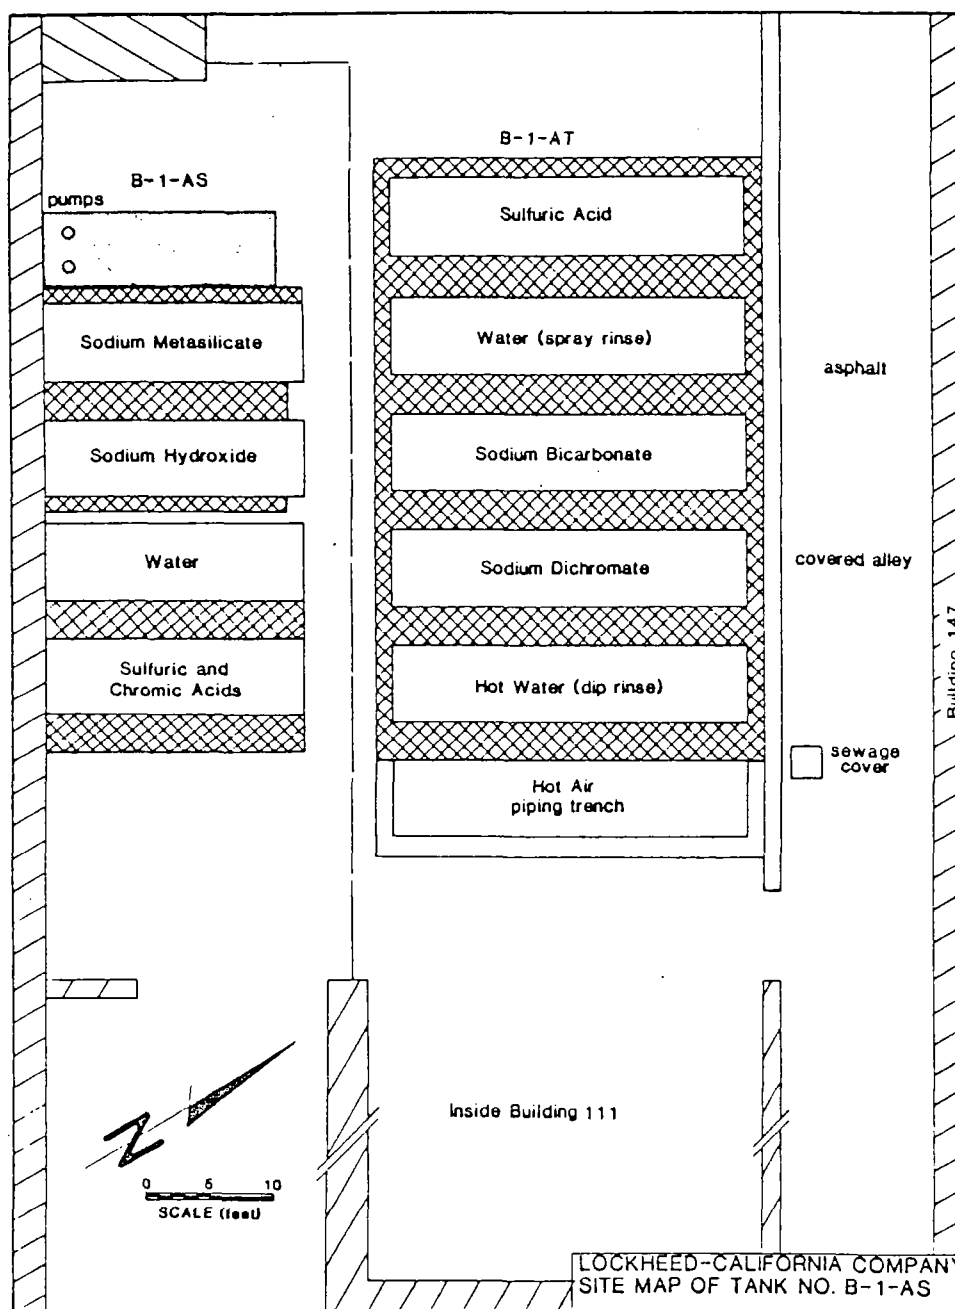 B-1-AT
B-1-AS
pumps
Sulfuric Acid
Sodium Metasilicate
Water (spray rinse)
asphalt
Sodium Hydroxide
Sodium Bicarbonate
Water
Sodium Dichromate
covered alley
Sulfuric and
Chromic Acids
Hot Water (dip rinse)
Building 147
sewage
cover
Hot Air
piping trench
Inside Building 111
N
0 5 10
SCALE (feet)
LOCKHEED-CALIFORNIA COMPANY
SITE MAP OF TANK NO. B-1-AS